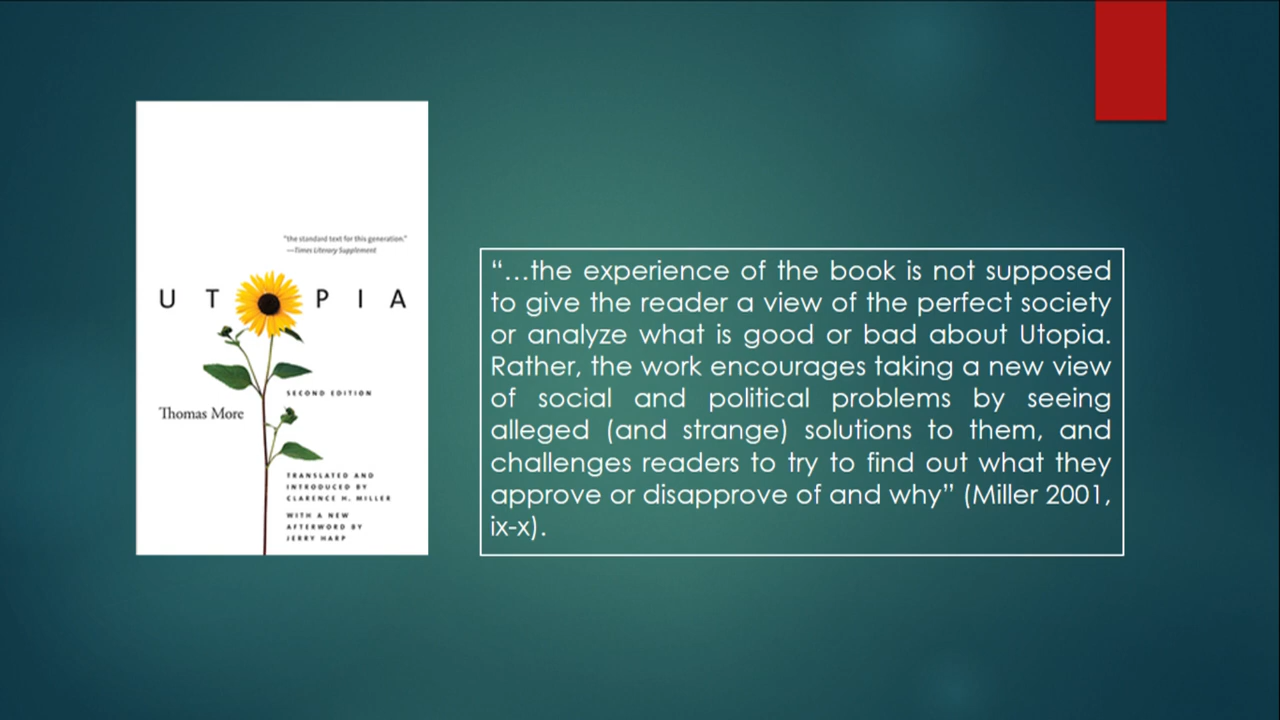 "the standard text for this generation."
—Times Literary Supplement
U T PIA
SECOND EDITION
Thomas More
TRANSLATED AND
INTRODUCED BY
CLARENCE H. MILLER
WITH A NEW
AFTERWORD BY
JERRY HARP
“…the experience of the book is not supposed
to give the reader a view of the perfect society
or analyze what is good or bad about Utopia.
Rather, the work encourages taking a new view
of social and political problems by seeing
alleged (and strange) solutions to them, and
challenges readers to try to find out what they
approve or disapprove of and why” (Miller 2001,
ix-x).